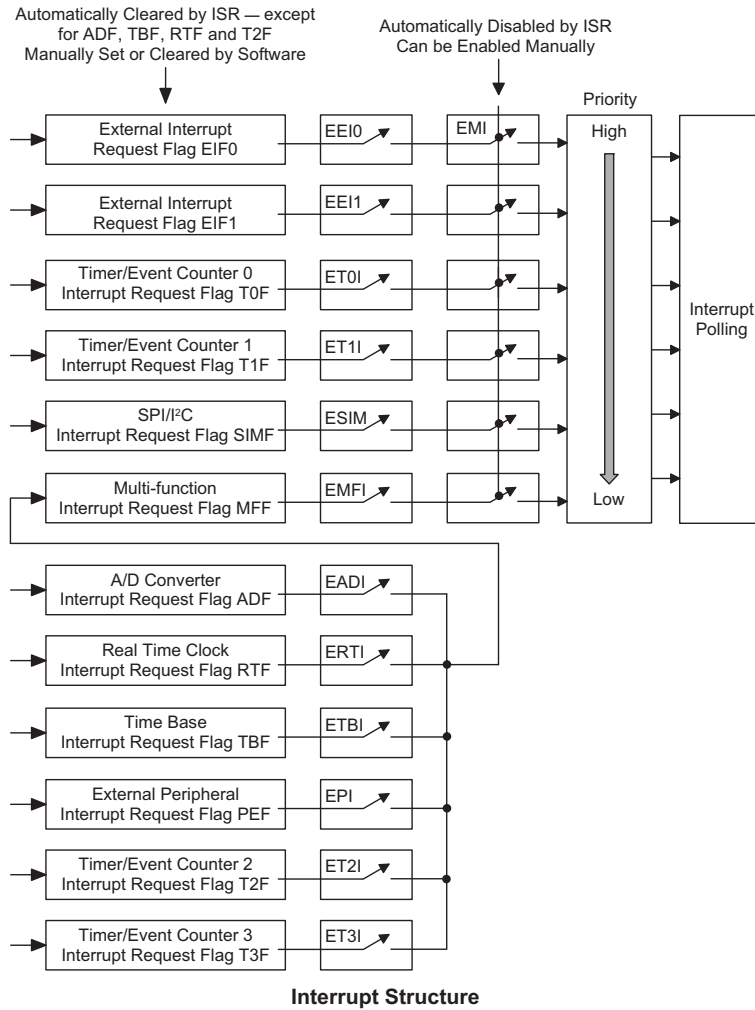 Automatically Cleared by ISR — except
for ADF, TBF, RTF and T2F
Manually Set or Cleared by Software
Automatically Disabled by ISR
Can be Enabled Manually
Priority
External Interrupt
Request Flag EIF0
EEI0
EMI
High
External Interrupt
Request Flag EIF1
EEI1
Timer/Event Counter 0
Interrupt Request Flag T0F
ET0I
Interrupt
Polling
Timer/Event Counter 1
Interrupt Request Flag T1F
ET1I
SPI/I²C
Interrupt Request Flag SIMF
ESIM
Multi-function
Interrupt Request Flag MFF
EMFI
Low
A/D Converter
Interrupt Request Flag ADF
EADI
Real Time Clock
Interrupt Request Flag RTF
ERTI
Time Base
Interrupt Request Flag TBF
ETBI
External Peripheral
Interrupt Request Flag PEF
EPI
Timer/Event Counter 2
Interrupt Request Flag T2F
ET2I
Timer/Event Counter 3
Interrupt Request Flag T3F
ET3I
Interrupt Structure